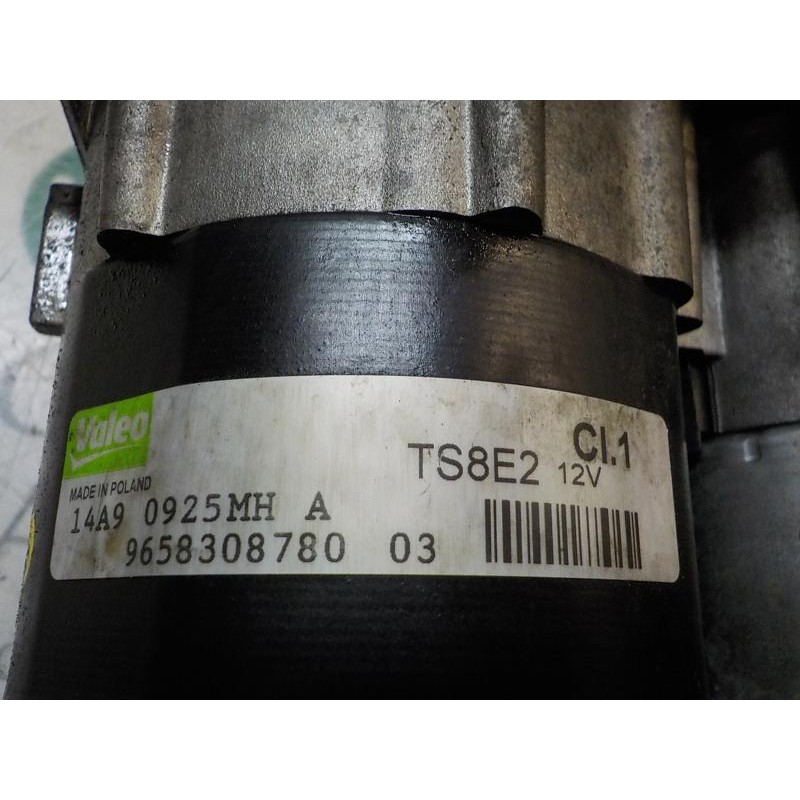 Valeo
MADE IN POLAND
TS8E2 12V Cl.1
14A9 0925MH A
9658308780 03